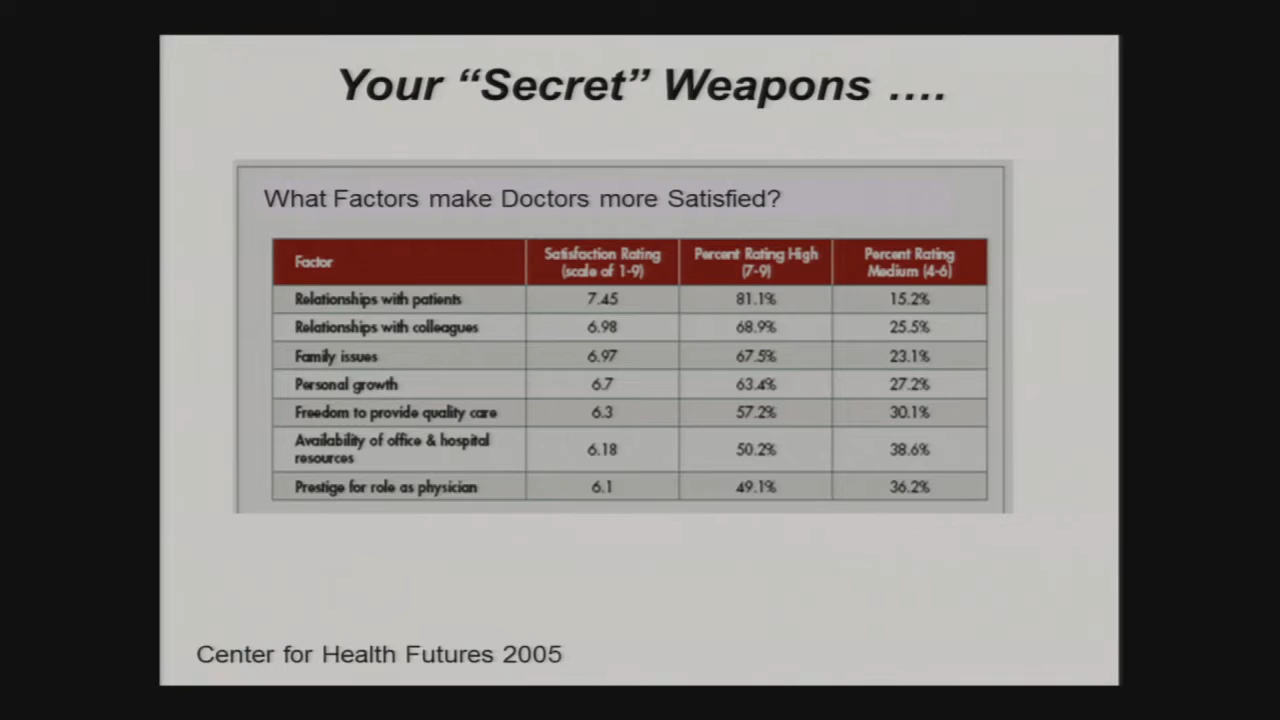 Your “Secret” Weapons ....
What Factors make Doctors more Satisfied?
Factor
Satisfaction Rating
(scale of 1-9)
Percent Rating High
(7-9)
Percent Rating
Medium (4-6)
Relationships with patients 7.45 81.1% 15.2%
Relationships with colleagues 6.98 68.9% 25.5%
Family issues 6.97 67.5% 23.1%
Personal growth 6.7 63.4% 27.2%
Freedom to provide quality care 6.3 57.2% 30.1%
Availability of office & hospital
resources 6.18 50.2% 38.6%
Prestige for role as physician 6.1 49.1% 36.2%
Center for Health Futures 2005